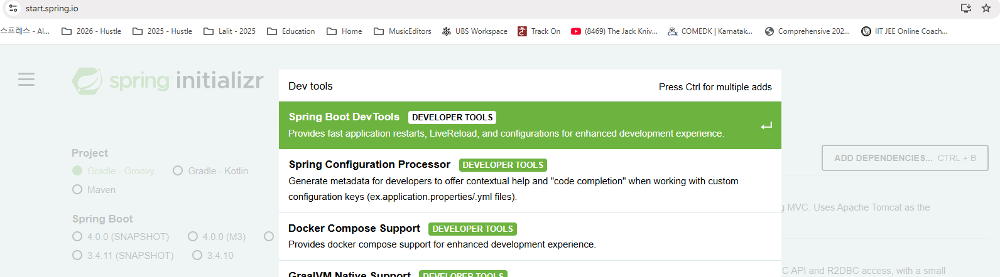 start.spring.io
스프레스 - Al...
2026 - Hustle
2025 - Hustle
Lalit - 2025
Education
Home
MusicEditors
UBS Workspace
Track On
(8469) The Jack Kniv...
COMEDK | Karnatak...
Comprehensive 202...
IIT JEE Online Coach...
spring initializr
Dev tools
Press Ctrl for multiple adds
Spring Boot DevTools DEVELOPER TOOLS
Provides fast application restarts, LiveReload, and configurations for enhanced development experience.
Spring Configuration Processor DEVELOPER TOOLS
Generate metadata for developers to offer contextual help and "code completion" when working with custom
configuration keys (ex.application.properties/.yml files).
Docker Compose Support DEVELOPER TOOLS
Provides docker compose support for enhanced development experience.
GraalVM Native Support DEVELOPER TOOLS
Project
Gradle - Groovy
Gradle - Kotlin
Maven
Spring Boot
4.0.0 (SNAPSHOT)
4.0.0 (M3)
3.4.11 (SNAPSHOT)
3.4.10
ADD DEPENDENCIES... CTRL + B
MVC. Uses Apache Tomcat as the
C API and R2DBC access, with a small